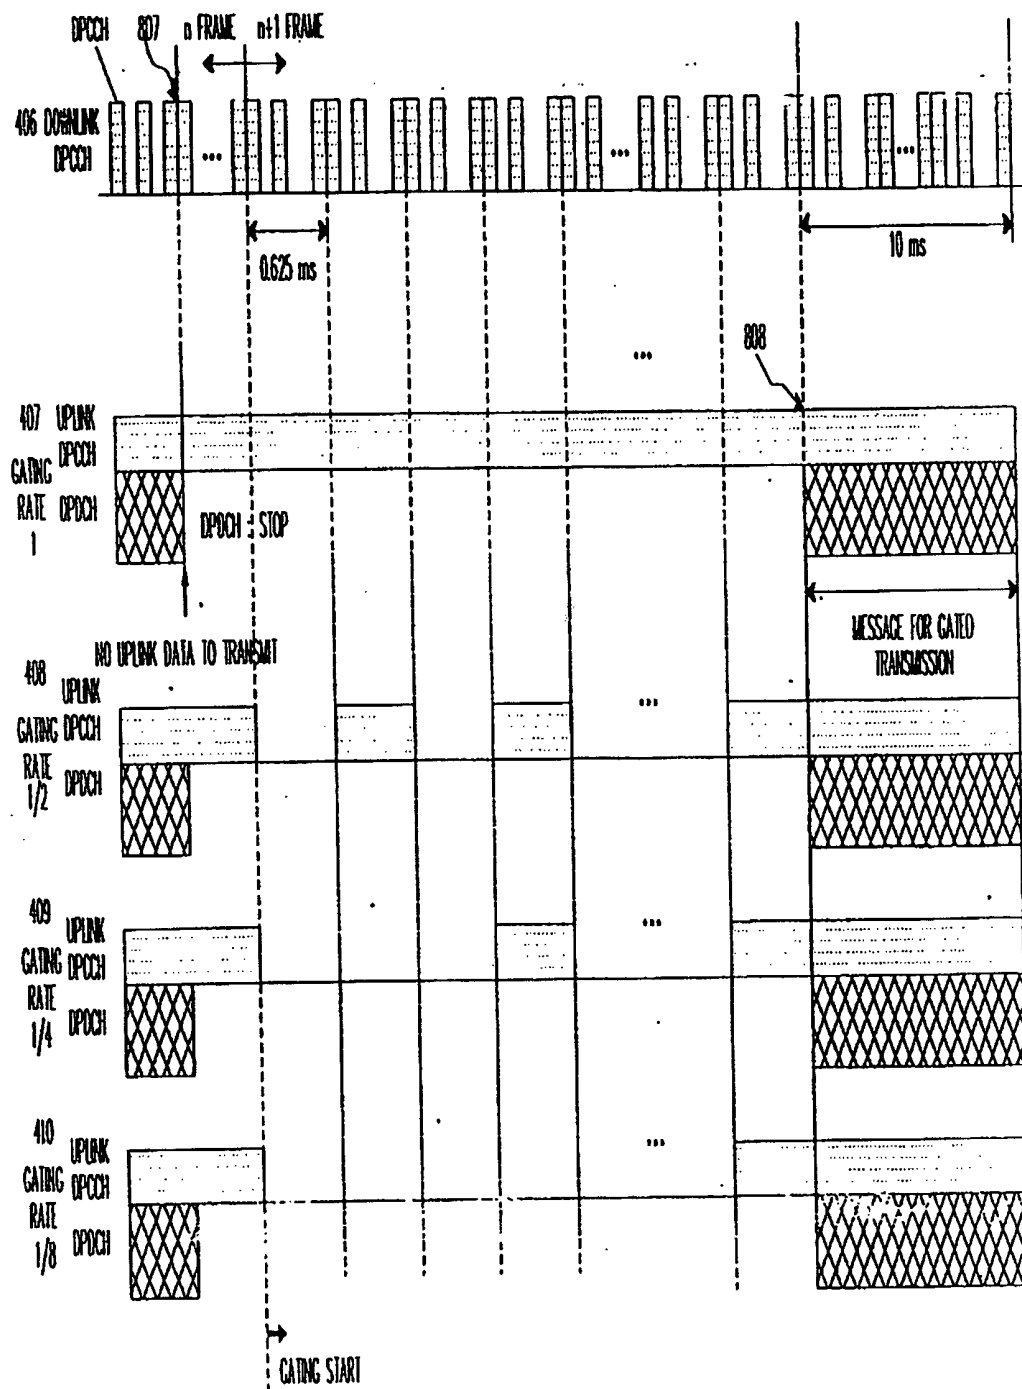 DPCCH 807 n FRAME n+1 FRAME
406 DOWNLINK
DPCCH
...
...
...
0.625 ms
10 ms
...
808
407 UPLINK
DPCCH
GATING
RATE DPDCH
1
DPDCH - STOP
NO UPLINK DATA TO TRANSMIT
MESSAGE FOR GATED
TRANSMISSION
408 UPLINK
GATING DPCCH
RATE DPDCH
1/2
...
409 UPLINK
GATING DPCCH
RATE
1/4 DPDCH
...
410 UPLINK
GATING DPCCH
RATE
1/8 DPDCH
...
GATING START